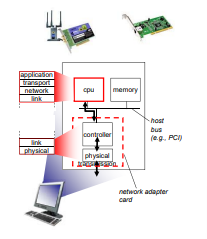 application
transport
network
link
cpu
memory
host
bus
(e.g., PCI)
controller
link
physical
physical
transmission
network adapter
card